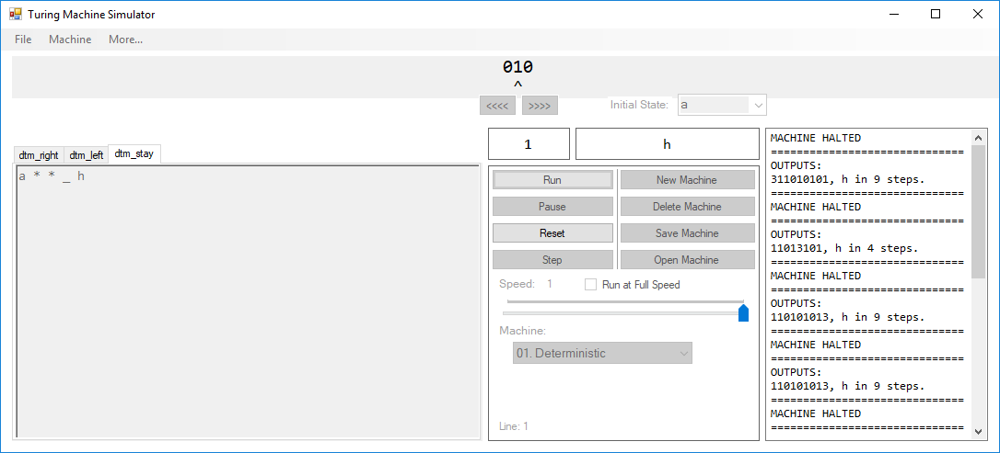 Turing Machine Simulator
File Machine More...
010
^
<<<< >>>> Initial State: a
dtm_right dtm_left dtm_stay
a * * _ h
1 h
Run New Machine
Pause Delete Machine
Reset Save Machine
Step Open Machine
Speed: 1 Run at Full Speed
Machine:
01. Deterministic
Line: 1
MACHINE HALTED
==============================
OUTPUTS:
311010101, h in 9 steps.
==============================
MACHINE HALTED
==============================
OUTPUTS:
11013101, h in 4 steps.
==============================
MACHINE HALTED
==============================
OUTPUTS:
110101013, h in 9 steps.
==============================
MACHINE HALTED
==============================
OUTPUTS:
110101013, h in 9 steps.
==============================
MACHINE HALTED
==============================